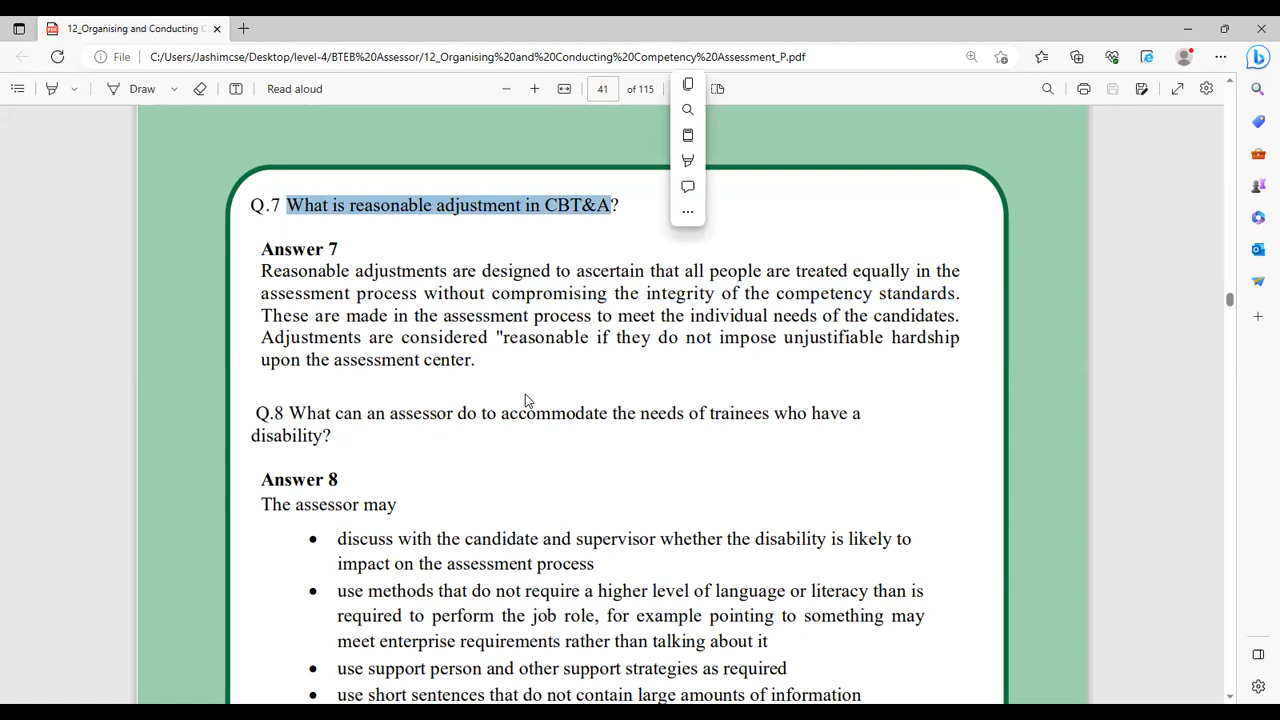 12_Organising and Conducting C
File
C:/Users/Jashimcse/Desktop/level-4/BTEB%20Assessor/12_Organising%20and%20Conducting%20Competency%20Assessment_P.pdf
Draw
Read aloud
41
of 115
Q.7 What is reasonable adjustment in CBT&A?
Answer 7
Reasonable adjustments are designed to ascertain that all people are treated equally in the
assessment process without compromising the integrity of the competency standards.
These are made in the assessment process to meet the individual needs of the candidates.
Adjustments are considered "reasonable if they do not impose unjustifiable hardship
upon the assessment center.
Q.8 What can an assessor do to accommodate the needs of trainees who have a
disability?
Answer 8
The assessor may
• discuss with the candidate and supervisor whether the disability is likely to
impact on the assessment process
• use methods that do not require a higher level of language or literacy than is
required to perform the job role, for example pointing to something may
meet enterprise requirements rather than talking about it
• use support person and other support strategies as required
• use short sentences that do not contain large amounts of information